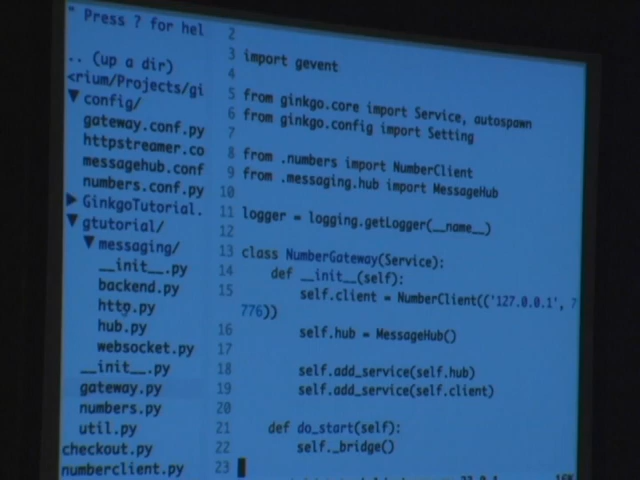 " Press ? for hel
.. (up a dir)
<rium/Projects/gi
▼ config/
gateway.conf.py
httpstreamer.co
messagehub.conf
numbers.conf.py
▶ GinkgoTutorial.
▼ gtutorial/
▼ messaging/
__init__.py
backend.py
http.py
hub.py
websocket.py
__init__.py
gateway.py
numbers.py
util.py
checkout.py
numberclient.py
2
3 import gevent
4
5 from ginkgo.core import Service, autospawn
6 from ginkgo.config import Setting
7
8 from .numbers import NumberClient
9 from .messaging.hub import MessageHub
10
11 logger = logging.getLogger(__name__)
12
13 class NumberGateway(Service):
14 def __init__(self):
15 self.client = NumberClient(('127.0.0.1', 7
776))
16 self.hub = MessageHub()
17
18 self.add_service(self.hub)
19 self.add_service(self.client)
20
21 def do_start(self):
22 self._bridge()
23